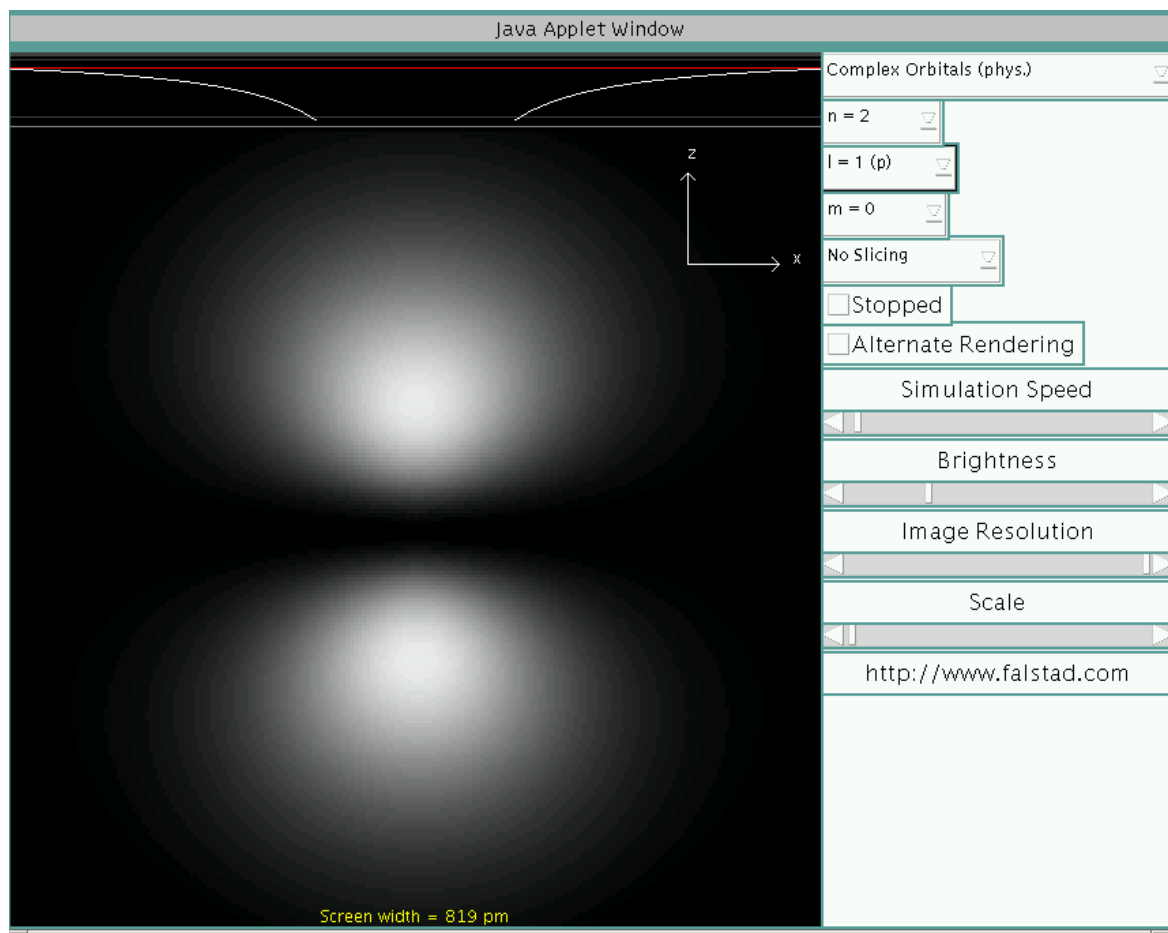 Java Applet Window
Complex Orbitals (phys.)
n = 2
l = 1 (p)
m = 0
No Slicing
Stopped
Alternate Rendering
Simulation Speed
Brightness
Image Resolution
Scale
http://www.falstad.com
z
x
Screen width = 819 pm